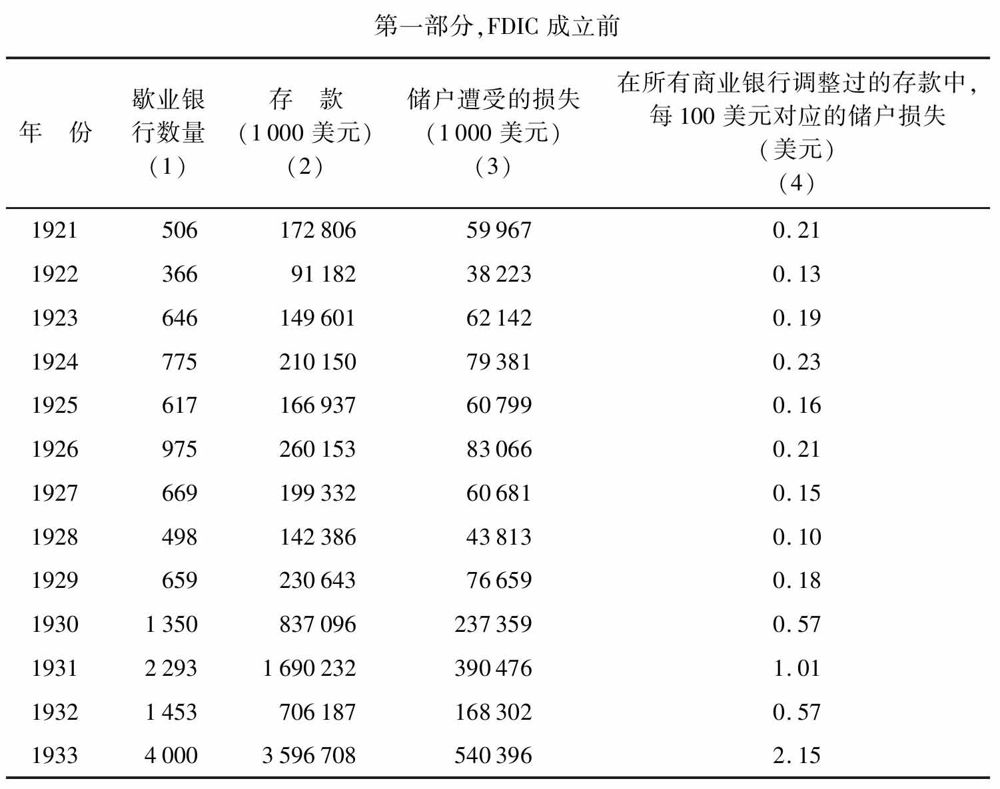 第一部分,FDIC 成立前
年 份 歇业银行数量(1) 存 款(1 000 美元)(2) 储户遭受的损失(1 000 美元)(3) 在所有商业银行调整过的存款中,每 100 美元对应的储户损失(美元)(4)
1921 506 172 806 59 967 0. 21
1922 366 91 182 38 223 0. 13
1923 646 149 601 62 142 0. 19
1924 775 210 150 79 381 0. 23
1925 617 166 937 60 799 0. 16
1926 975 260 153 83 066 0. 21
1927 669 199 332 60 681 0. 15
1928 498 142 386 43 813 0. 10
1929 659 230 643 76 659 0. 18
1930 1 350 837 096 237 359 0. 57
1931 2 293 1 690 232 390 476 1. 01
1932 1 453 706 187 168 302 0. 57
1933 4 000 3 596 708 540 396 2. 15